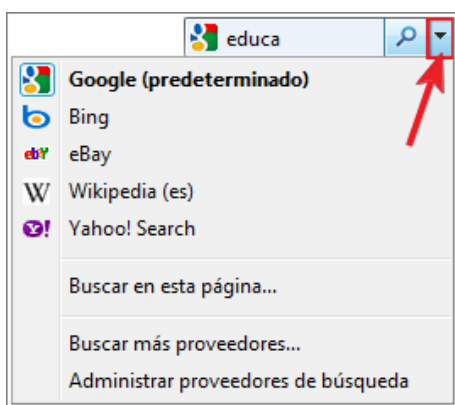 educa
Google (predeterminado)
Bing
ebY eBay
W Wikipedia (es)
Y! Yahoo! Search
Buscar en esta página...
Buscar más proveedores...
Administrar proveedores de búsqueda